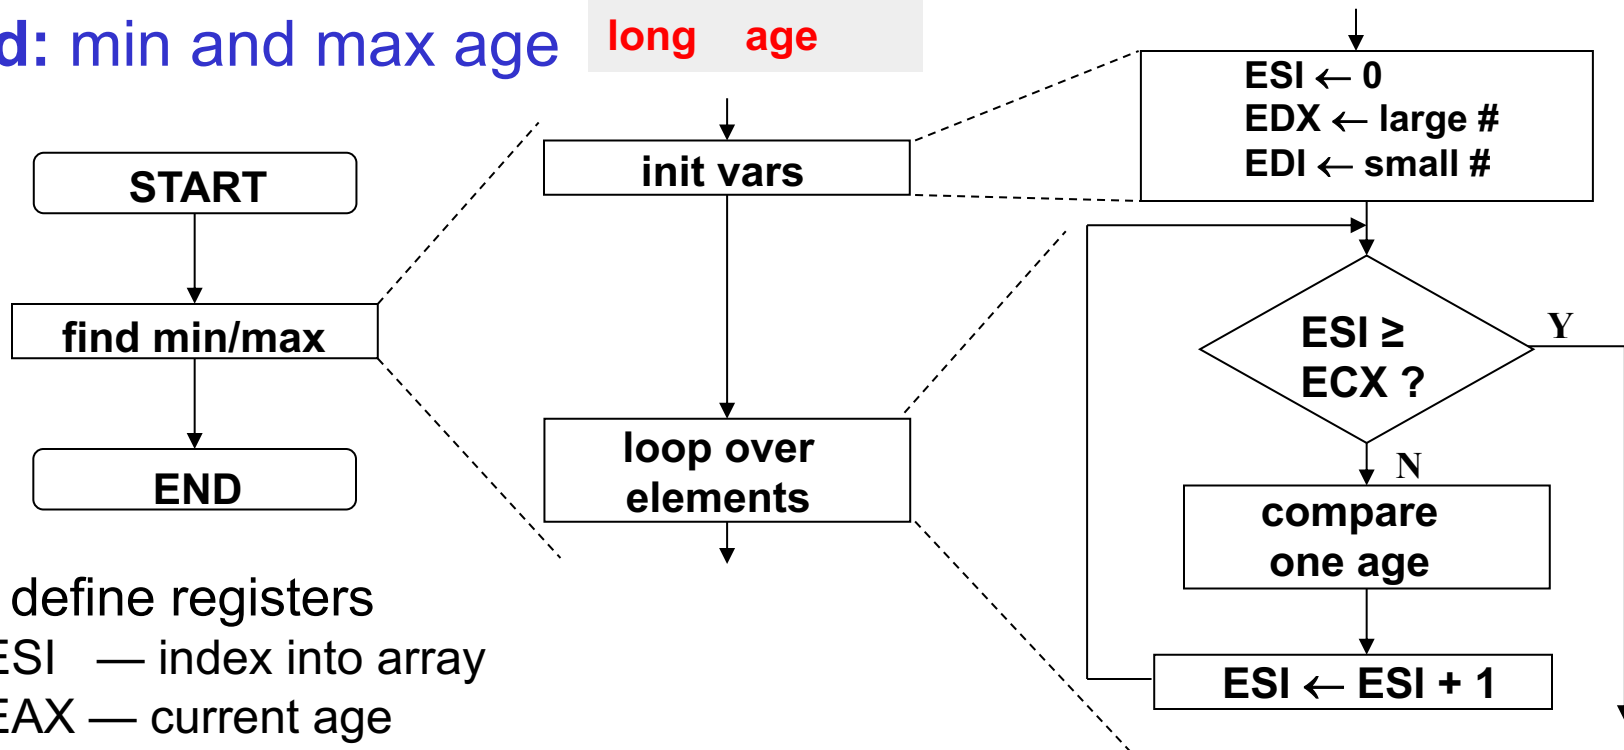 d: min and max age
long age
START
find min/max
END
init vars
loop over
elements
ESI ← 0
EDX ← large #
EDI ← small #
ESI ≥
ECX ?
Y
N
compare
one age
ESI ← ESI + 1
define registers
ESI — index into array
EAX — current age